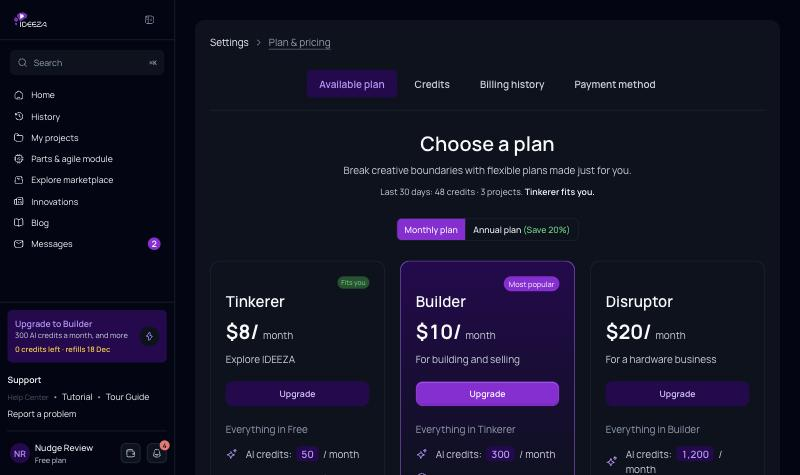 IDEEZA
Search
⌘K
Home
History
My projects
Parts & agile module
Explore marketplace
Innovations
Blog
Messages 2
Upgrade to Builder
300 AI credits a month, and more
0 credits left · refills 18 Dec
Support
Help Center • Tutorial • Tour Guide
Report a problem
NR
Nudge Review
Free plan
4
Settings > Plan & pricing
Available plan Credits Billing history Payment method
Choose a plan
Break creative boundaries with flexible plans made just for you.
Last 30 days: 48 credits · 3 projects. Tinkerer fits you.
Monthly plan Annual plan (Save 20%)
Fits you
Tinkerer
$8/ month
Explore IDEEZA
Upgrade
Everything in Free
AI credits: 50 / month
Most popular
Builder
$10/ month
For building and selling
Upgrade
Everything in Tinkerer
AI credits: 300 / month
Disruptor
$20/ month
For a hardware business
Upgrade
Everything in Builder
AI credits: 1,200 /
month